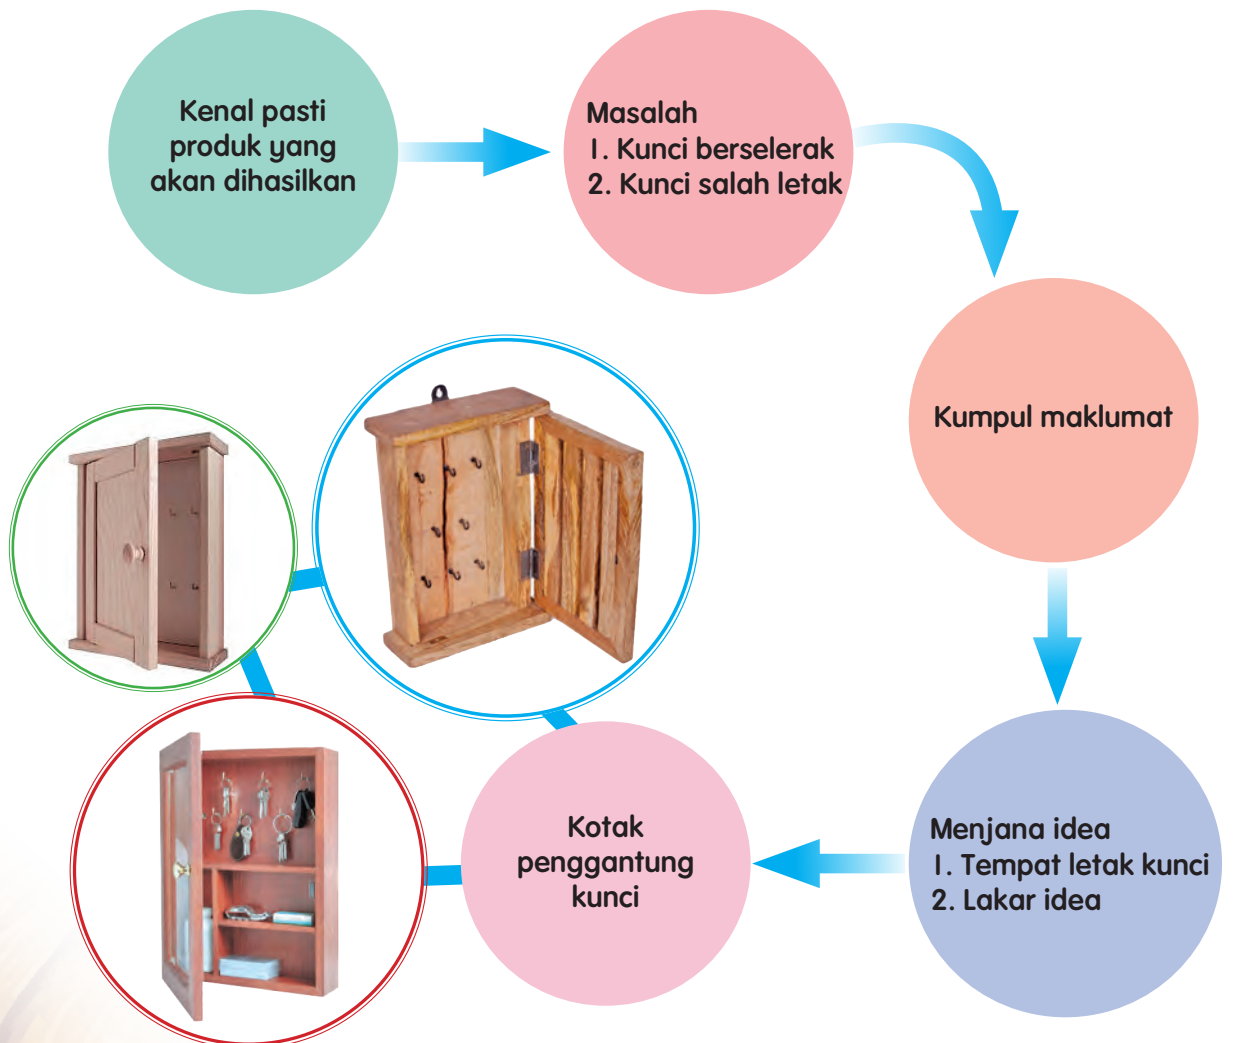 Kenal pasti
produk yang
akan dihasilkan
Masalah
1. Kunci berselerak
2. Kunci salah letak
Kumpul maklumat
Menjana idea
1. Tempat letak kunci
2. Lakar idea
Kotak
penggantung
kunci